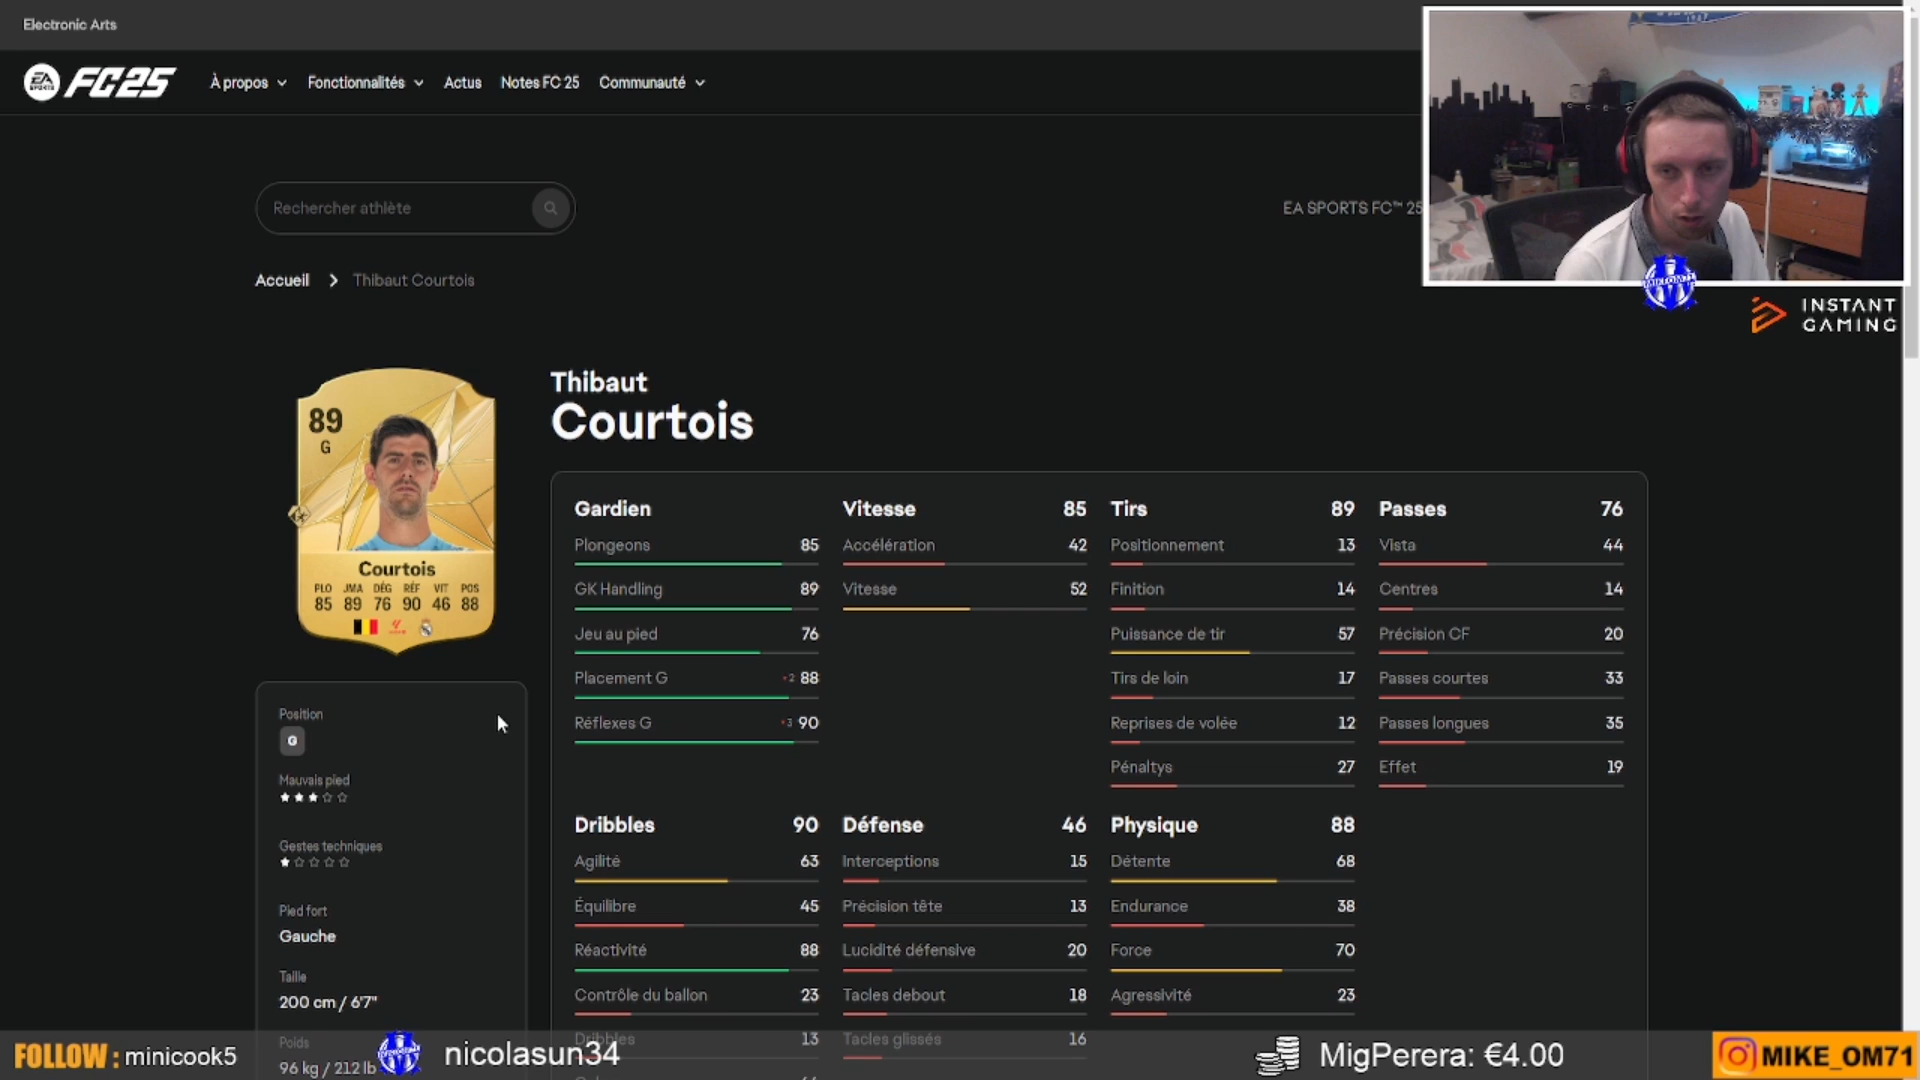 Electronic Arts
EA SPORTS FC25
À propos
Fonctionnalités
Actus
Notes FC 25
Communauté
Rechercher athlète
EA SPORTS FC™ 25
Accueil > Thibaut Courtois
INSTANT GAMING
89
G
Courtois
PLO JMA DÉG RÉF VIT POS
85 89 76 90 46 88
Thibaut
Courtois
Gardien
Plongeons 85
GK Handling 89
Jeu au pied 76
Placement G 2 88
Réflexes G 3 90
Vitesse 85
Accélération 42
Vitesse 52
Tirs 89
Positionnement 13
Finition 14
Puissance de tir 57
Tirs de loin 17
Reprises de volée 12
Pénaltys 27
Passes 76
Vista 44
Centres 14
Précision CF 20
Passes courtes 33
Passes longues 35
Effet 19
Dribbles 90
Agilité 63
Équilibre 45
Réactivité 88
Contrôle du ballon 23
Dribbles 13
Défense 46
Interceptions 15
Précision tête 13
Lucidité défensive 20
Tacles debout 18
Tacles glissés 16
Physique 88
Détente 68
Endurance 38
Force 70
Agressivité 23
Position
G
Mauvais pied
Gestes techniques
Pied fort
Gauche
Taille
200 cm / 6'7"
Poids
96 kg / 212 lb
FOLLOW : minicook5
nicolasun34
MigPerera: €4.00
MIKE_OM71